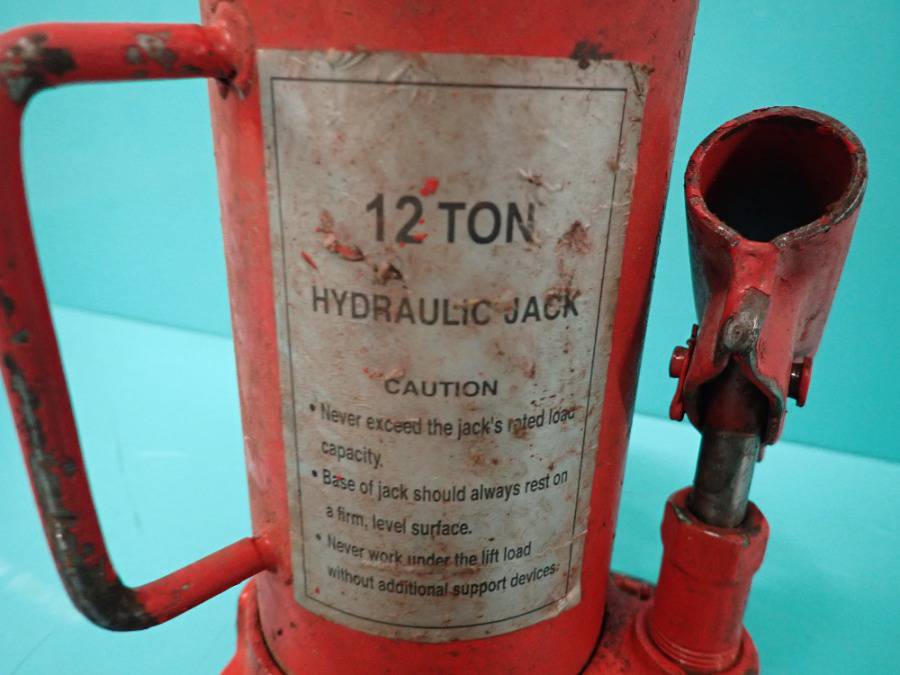 12 TON
HYDRAULIC JACK
CAUTION
• Never exceed the jack's rated load
capacity.
• Base of jack should always rest on
a firm, level surface.
• Never work under the lift load
without additional support devices.